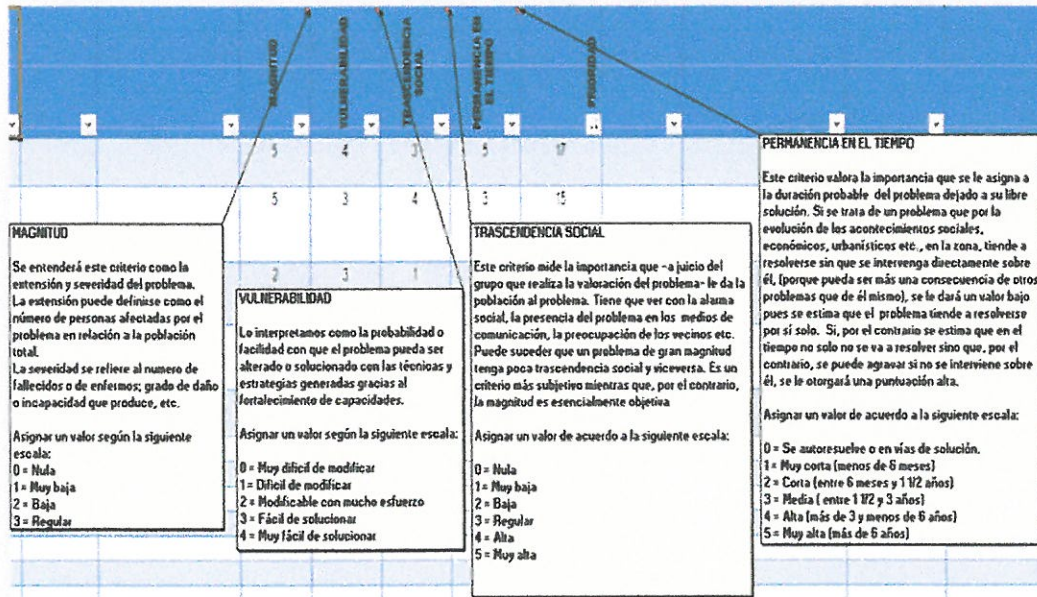 MAGNITUD
VULNERABILIDAD
TRASCENDENCIA
SOCIAL
PERMANENCIA EN
EL TIEMPO
PRIORIDAD
5 4 3 5 17
5 3 4 3 15
2 3 1
MAGNITUD
Se entenderá este criterio como la
extensión y severidad del problema.
La extensión puede definirse como el
número de personas afectadas por el
problema en relación a la población
total.
La severidad se refiere al numero de
fallecidos o de enfermos; grado de daño
o incapacidad que produce, etc.
Asignar un valor según la siguiente
escala:
0 = Nula
1 = Muy baja
2 = Baja
3 = Regular
VULNERABILIDAD
Lo interpretamos como la probabilidad o
facilidad con que el problema pueda ser
alterado o solucionado con las técnicas y
estrategias generadas gracias al
fortalecimiento de capacidades.
Asignar un valor según la siguiente escala:
0 = Muy dificil de modificar
1 = Dificil de modificar
2 = Modificable con mucho esfuerzo
3 = Fácil de solucionar
4 = Muy fácil de solucionar
TRASCENDENCIA SOCIAL
Este criterio mide la importancia que -a juicio del
grupo que realiza la valoración del problema- le da la
población al problema. Tiene que ver con la alarma
social, la presencia del problema en los medios de
comunicación, la preocupación de los vecinos etc.
Puede suceder que un problema de gran magnitud
tenga poca trascendencia social y viceversa. Es un
criterio más subjetivo mientras que, por el contrario,
la magnitud es esencialmente objetiva
Asignar un valor de acuerdo a la siguiente escala:
0 = Nula
1 = Muy baja
2 = Baja
3 = Regular
4 = Alta
5 = Muy alta
PERMANENCIA EN EL TIEMPO
Este criterio valora la importancia que se le asigna a
la duración probable del problema dejado a su libre
solución. Si se trata de un problema que por la
evolución de los acontecimientos sociales,
económicos, urbanísticos etc., en la zona, tiende a
resolverse sin que se intervenga directamente sobre
él, (porque pueda ser más una consecuencia de otros
problemas que de él mismo), se le dará un valor bajo
pues se estima que el problema tiende a resolverse
por sí solo. Si, por el contrario se estima que en el
tiempo no solo no se va a resolver sino que, por el
contrario, se puede agravar si no se interviene sobre
él, se le otorgará una puntuación alta.
Asignar un valor de acuerdo a la siguiente escala:
0 = Se autoresuelve o en vías de solución.
1 = Muy corta (menos de 6 meses)
2 = Corta (entre 6 meses y 1 1/2 años)
3 = Media ( entre 1 1/2 y 3 años)
4 = Alta (más de 3 y menos de 6 años)
5 = Muy alta (más de 6 años)